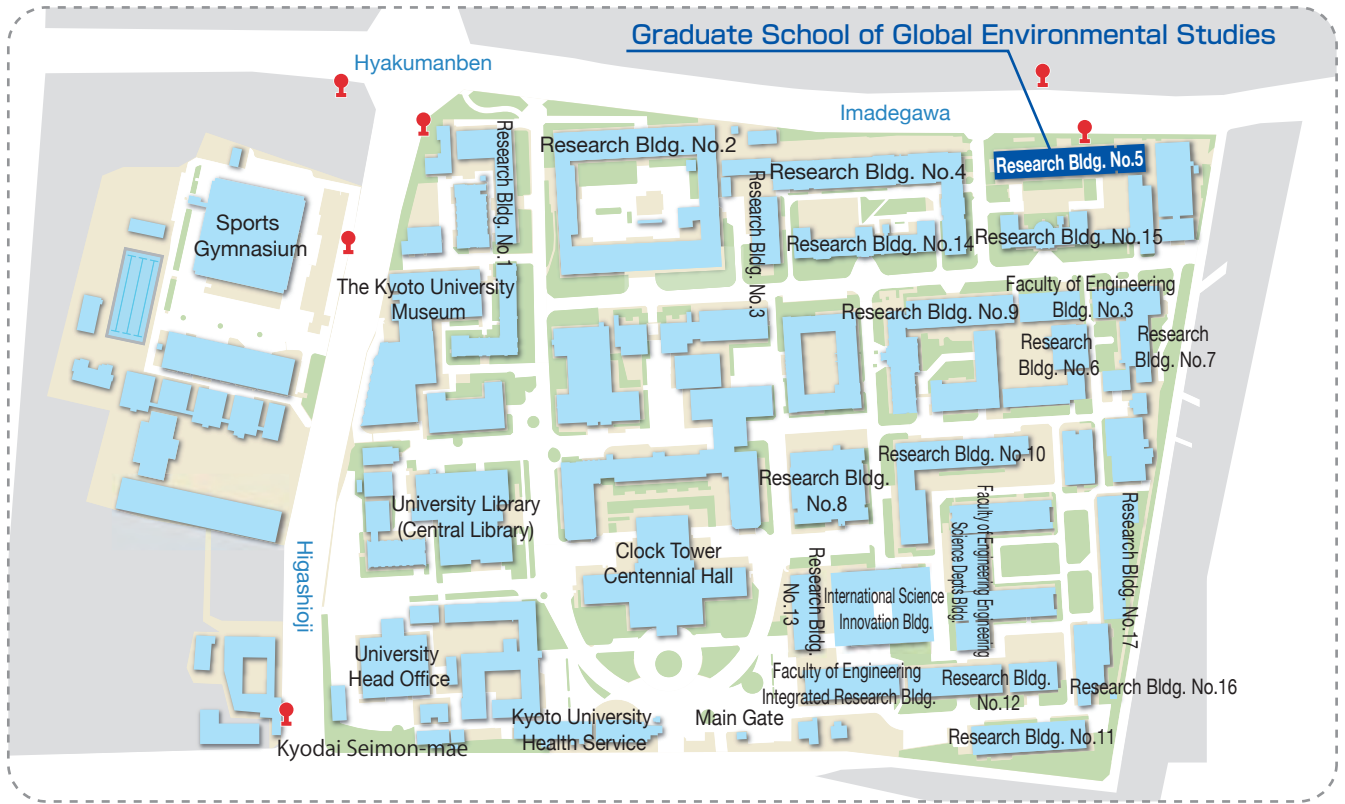 Graduate School of Global Environmental Studies
Hyakumanben
Imadegawa
Research Bldg. No.1
Research Bldg. No.2
Research Bldg. No.3
Research Bldg. No.4
Research Bldg. No.5
Sports
Gymnasium
Research Bldg. No.14
Research Bldg. No.15
The Kyoto University
Museum
Research Bldg. No.9
Faculty of Engineering
Bldg. No.3
Research
Bldg. No.6
Research
Bldg. No.7
University Library
(Central Library)
Research Bldg.
No.8
Research Bldg. No.10
Clock Tower
Centennial Hall
Research Bldg.
No.13
International Science
Innovation Bldg.
Faculty of Engineering Engineering
Science Depts Bldg.
Research Bldg. No.17
Higashioji
University
Head Office
Faculty of Engineering
Integrated Research Bldg.
Research Bldg.
No.12
Research Bldg. No.16
Kyoto University
Health Service
Main Gate
Research Bldg. No.11
Kyodai Seimon-mae